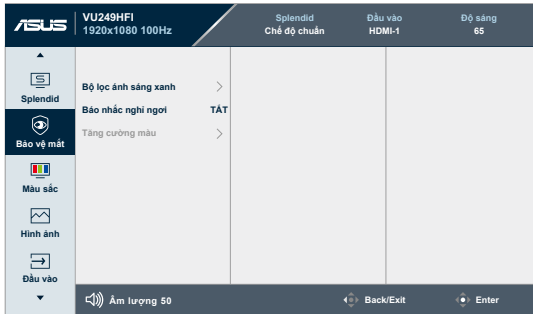 ASUS
VU249HFI
1920x1080 100Hz
Splendid
Chế độ chuẩn
Đầu vào
HDMI-1
Độ sáng
65
Splendid
Bảo vệ mắt
Màu sắc
Hình ảnh
Đầu vào
Bộ lọc ánh sáng xanh
Báo nhắc nghỉ ngơi TẮT
Tăng cường màu
Âm lượng 50
Back/Exit
Enter